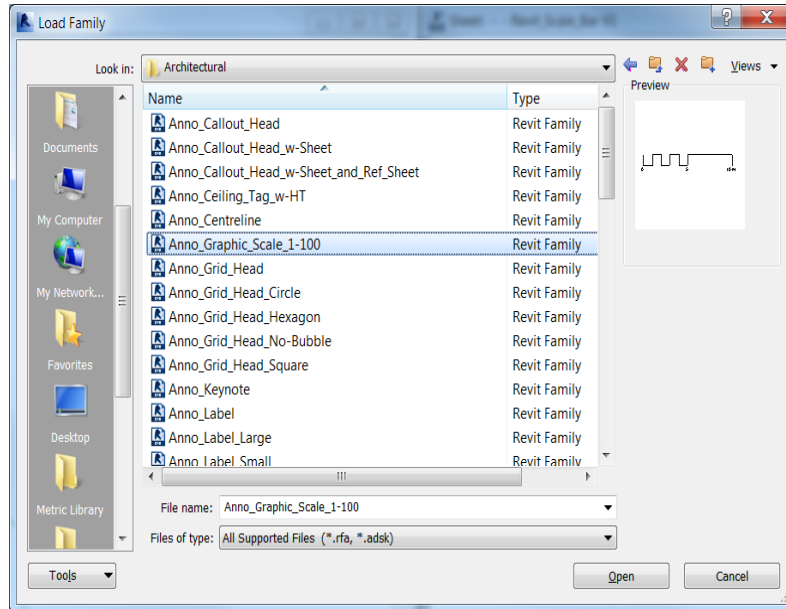 Load Family
Look in: Architectural
Views
Name Type
Preview
Anno_Callout_Head Revit Family
Anno_Callout_Head_w-Sheet Revit Family
Anno_Callout_Head_w-Sheet_and_Ref_Sheet Revit Family
Anno_Ceiling_Tag_w-HT Revit Family
Anno_Centreline Revit Family
Anno_Graphic_Scale_1-100 Revit Family
Anno_Grid_Head Revit Family
Anno_Grid_Head_Circle Revit Family
Anno_Grid_Head_Hexagon Revit Family
Anno_Grid_Head_No-Bubble Revit Family
Anno_Grid_Head_Square Revit Family
Anno_Keynote Revit Family
Anno_Label Revit Family
Anno_Label_Large Revit Family
Anno_Label_Small Revit Family
Documents
My Computer
My Network...
Favorites
Desktop
Metric Library
File name: Anno_Graphic_Scale_1-100
Files of type: All Supported Files (*.rfa, *.adsk)
Tools
Open
Cancel